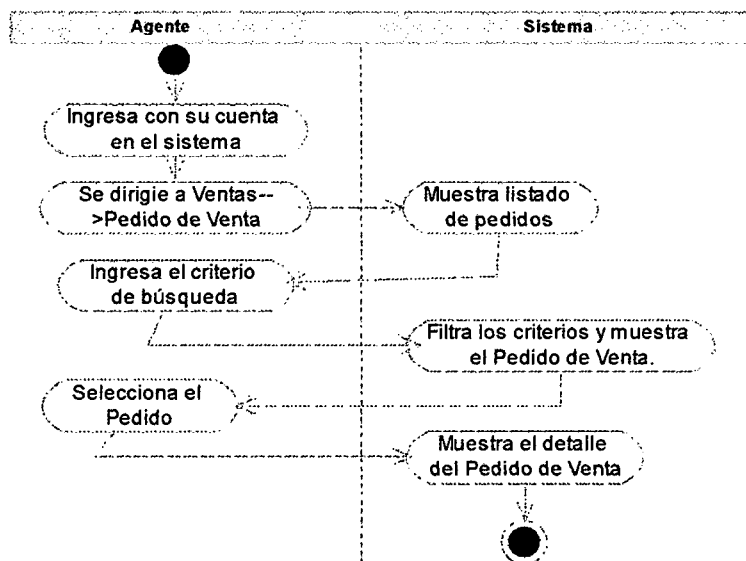 Agente
Sistema
Ingresa con su cuenta
en el sistema
Se dirigie a Ventas--
>Pedido de Venta
Muestra listado
de pedidos
Ingresa el criterio
de búsqueda
Filtra los criterios y muestra
el Pedido de Venta.
Selecciona el
Pedido
Muestra el detalle
del Pedido de Venta